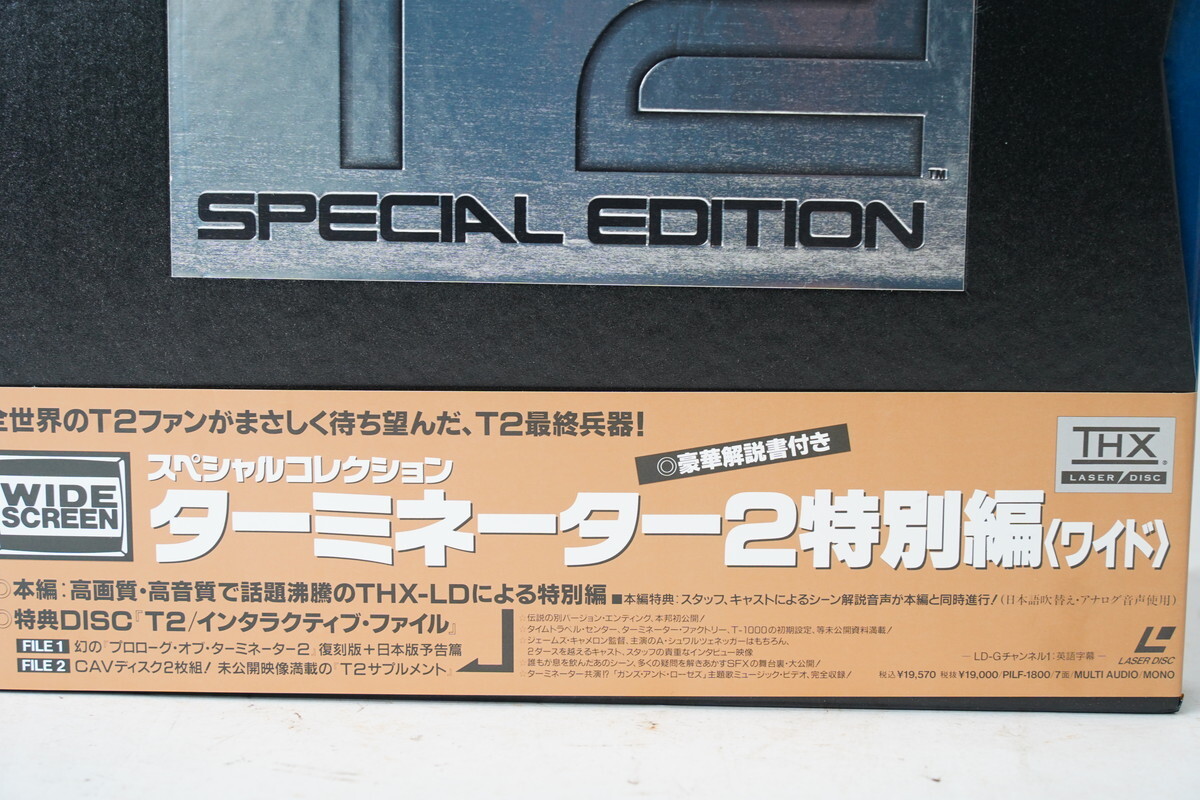 T2
TM
SPECIAL EDITION
全世界のT2ファンがまさしく待ち望んだ、T2最終兵器!
WIDE
SCREEN
スペシャルコレクション
◎豪華解説書付き
ターミネーター2特別編〈ワイド〉
THX
LASER DISC
◎本編:高画質・高音質で話題沸騰のTHX-LDによる特別編
■本編特典:スタッフ、キャストによるシーン解説音声が本編と同時進行!(日本語吹替え・アナログ音声使用)
◎特典DISC『T2/インタラクティブ・ファイル』
FILE 1 幻の『プロローグ・オブ・ターミネーター2』復刻版+日本版予告篇
FILE 2 CAVディスク2枚組! 未公開映像満載の『T2サプルメント』
◎伝説の別バージョン・エンディング、本邦初公開!
◎タイムトラベル・センター、ターミネーター・ファクトリー、T-1000の初期設定、等未公開資料満載!
◎ジェームズ・キャメロン監督、主演のA・シュワルツェネッガーはもちろん、
2ダースを越えるキャスト、スタッフの貴重なインタビュー映像
◎誰もが息を飲んだあのシーン、多くの疑問を解きあかすSFXの舞台裏・大公開!
◎ターミネーター共演!?「ガンズ・アンド・ローゼズ」主題歌ミュージック・ビデオ、完全収録!
— LD-Gチャンネル1:英語字幕 —
LASER DISC
税込¥19,570 税抜¥19,000/PILF-1800/7面/MULTI AUDIO/MONO